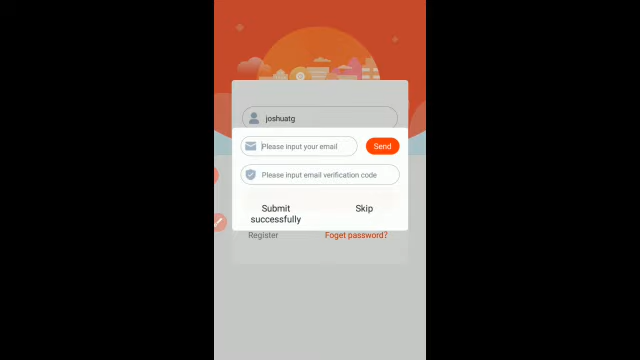 joshuatg
Please input your email
Send
Please input email verification code
Submit
successfully
Skip
Register
Foget password?